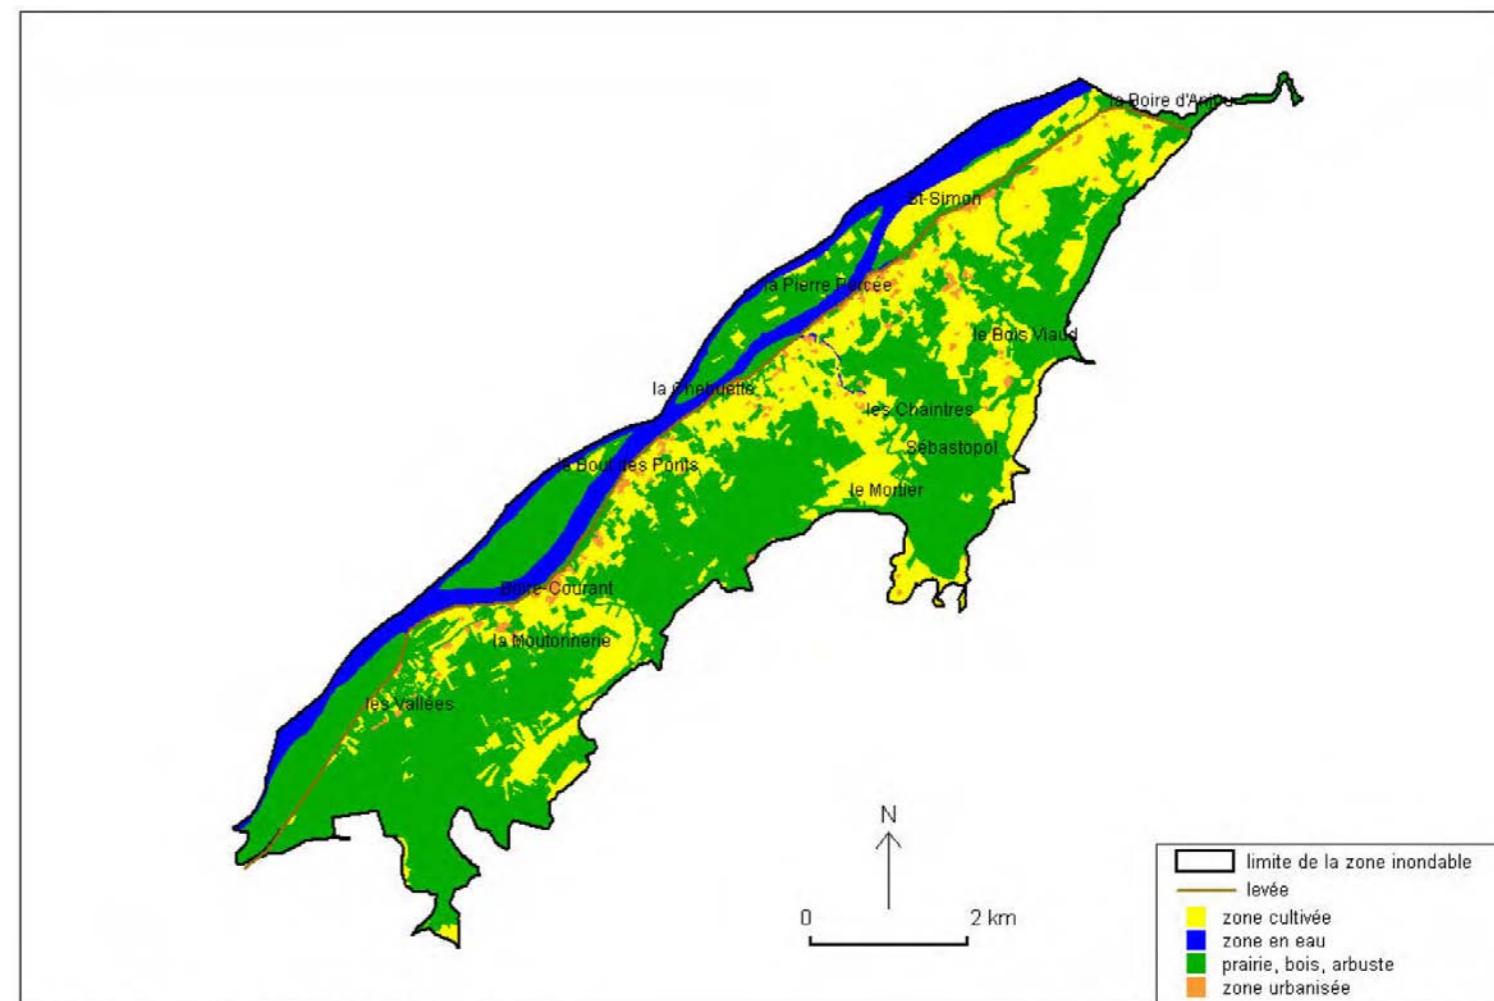 la Boire d'Anjou
St-Simon
la Pierre Percée
le Bois Viaud
la Chebuette
les Chaintres
Sébastopol
le Bout des Ponts
le Mortier
Boire-Courant
la Moutonnerie
les Vallées
N
0 2 km
limite de la zone inondable
levée
zone cultivée
zone en eau
prairie, bois, arbuste
zone urbanisée